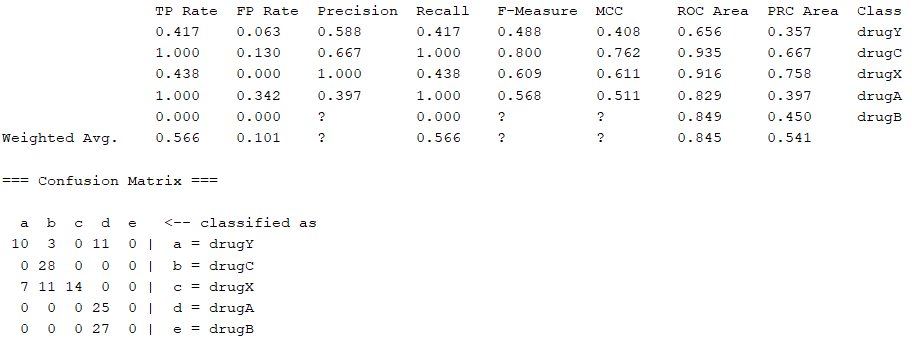 TP Rate FP Rate Precision Recall F-Measure MCC ROC Area PRC Area Class
0.417 0.063 0.588 0.417 0.488 0.408 0.656 0.357 drugY
1.000 0.130 0.667 1.000 0.800 0.762 0.935 0.667 drugC
0.438 0.000 1.000 0.438 0.609 0.611 0.916 0.758 drugX
1.000 0.342 0.397 1.000 0.568 0.511 0.829 0.397 drugA
0.000 0.000 ? 0.000 ? ? 0.849 0.450 drugB
Weighted Avg. 0.566 0.101 ? 0.566 ? ? 0.845 0.541
=== Confusion Matrix ===
a b c d e <-- classified as
10 3 0 11 0 | a = drugY
0 28 0 0 0 | b = drugC
7 11 14 0 0 | c = drugX
0 0 0 25 0 | d = drugA
0 0 0 27 0 | e = drugB